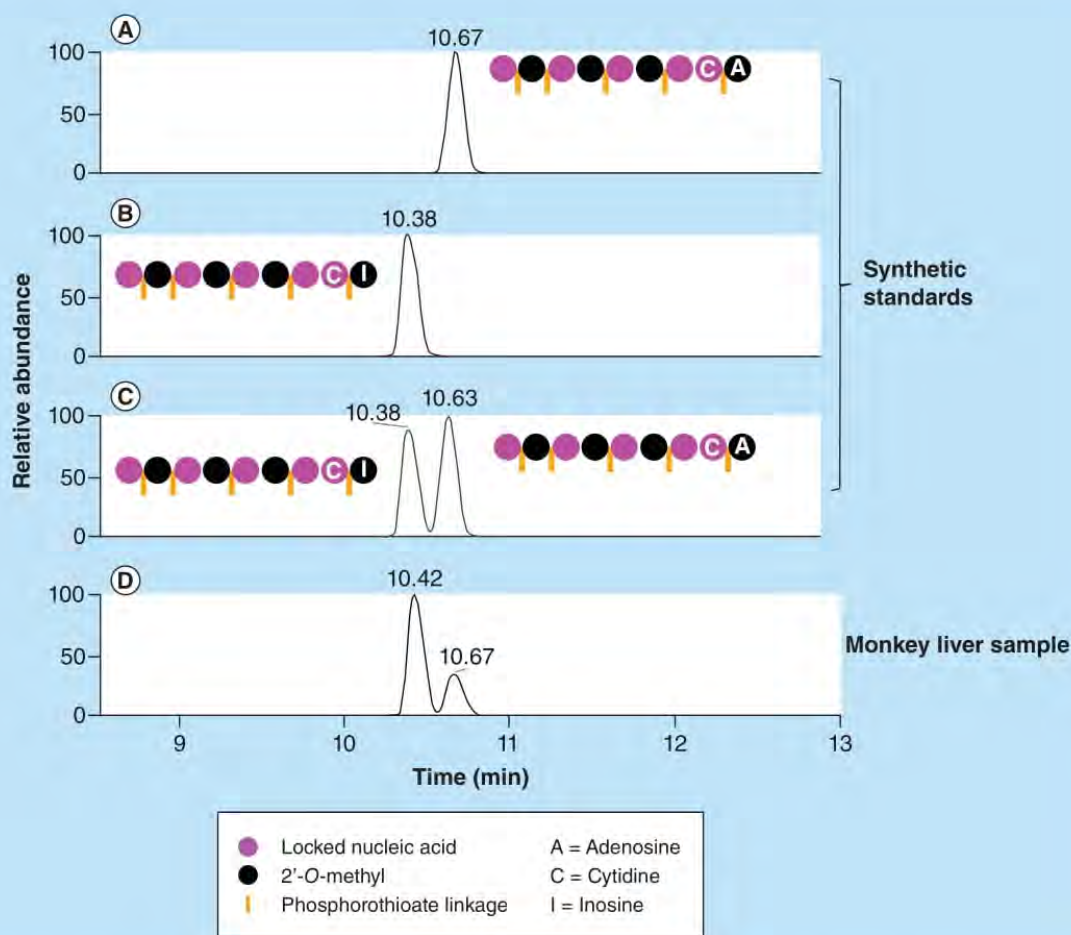 A
10.67
100
50
0
C A
B
10.38
100
50
0
C I
Synthetic
standards
Relative abundance
C
10.38
10.63
100
50
0
C I
C A
D
10.42
10.67
100
50
0
Monkey liver sample
9 10 11 12 13
Time (min)
Locked nucleic acid
A = Adenosine
2'-O-methyl
C = Cytidine
Phosphorothioate linkage
I = Inosine